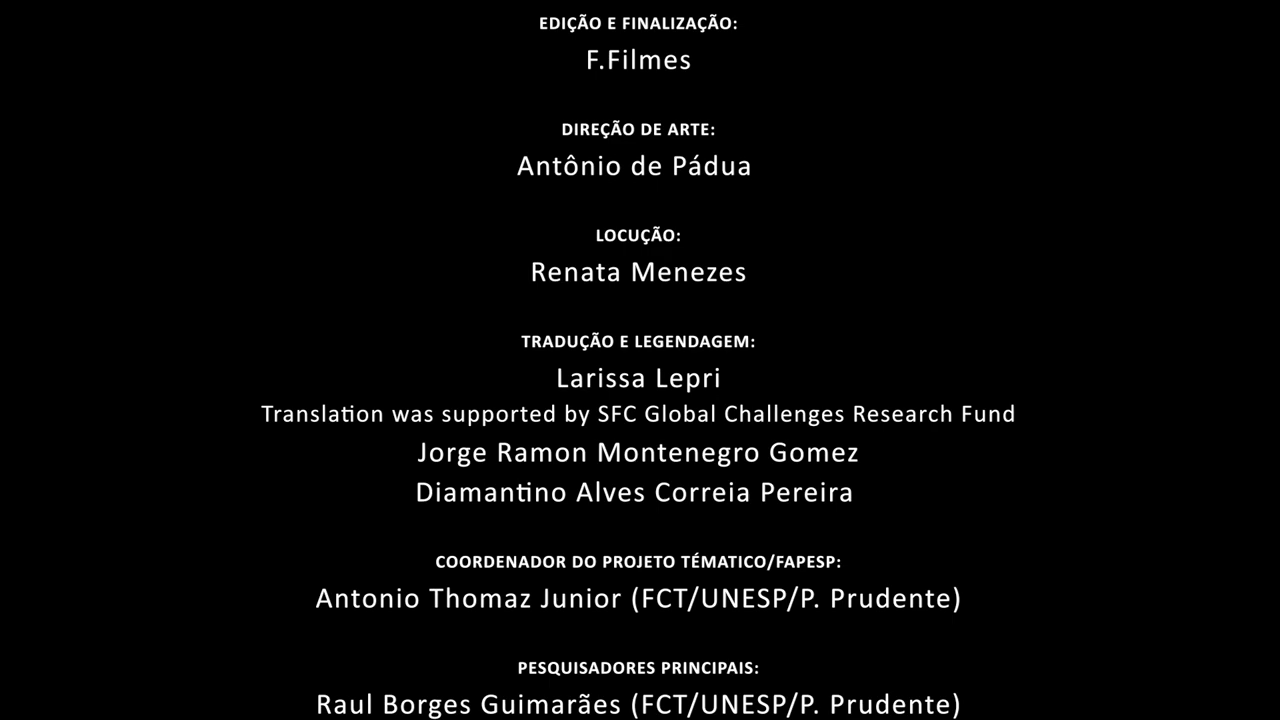 EDIÇÃO E FINALIZAÇÃO:
F.Filmes
DIREÇÃO DE ARTE:
Antônio de Pádua
LOCUÇÃO:
Renata Menezes
TRADUÇÃO E LEGENDAGEM:
Larissa Lepri
Translation was supported by SFC Global Challenges Research Fund
Jorge Ramon Montenegro Gomez
Diamantino Alves Correia Pereira
COORDENADOR DO PROJETO TÉMATICO/FAPESP:
Antonio Thomaz Junior (FCT/UNESP/P. Prudente)
PESQUISADORES PRINCIPAIS:
Raul Borges Guimarães (FCT/UNESP/P. Prudente)